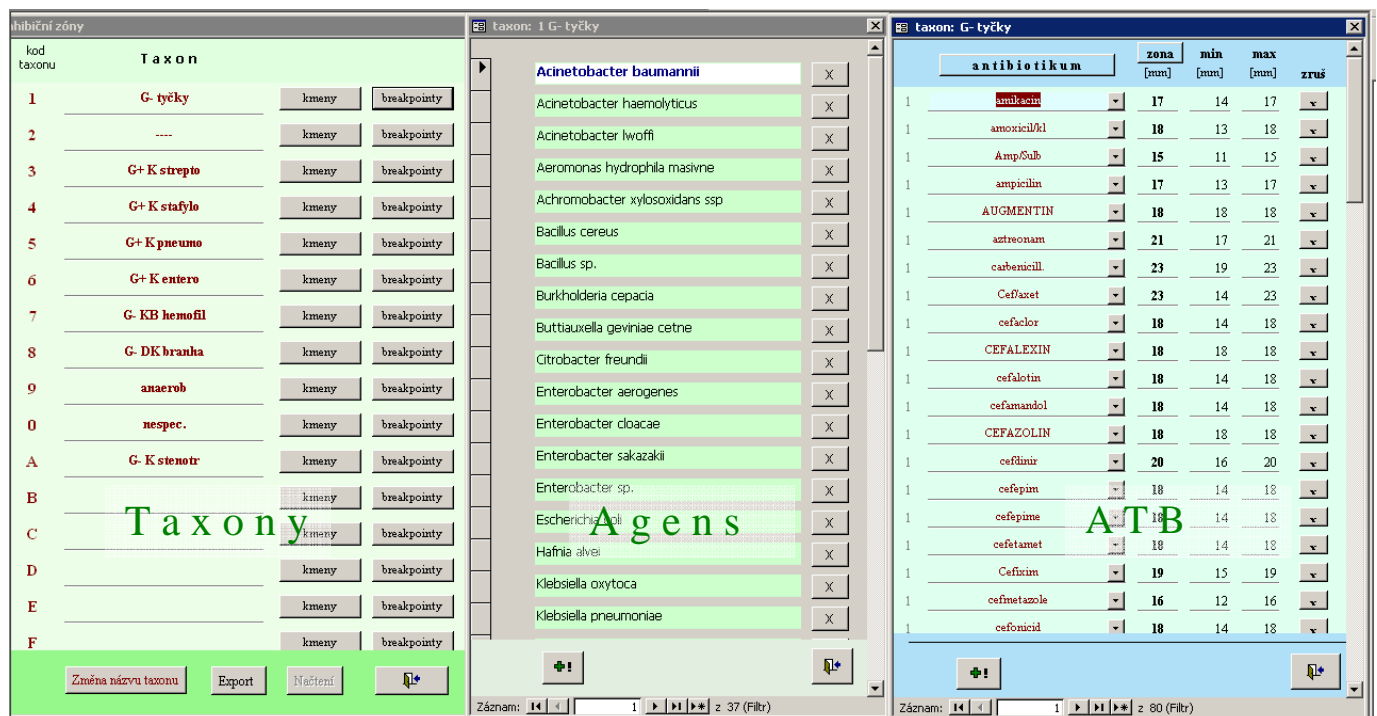 hibiční zóny
kod taxonu Taxon
1 G- tyčky kmeny breakpointy
2 ---- kmeny breakpointy
3 G+ K strepto kmeny breakpointy
4 G+ K stafylo kmeny breakpointy
5 G+ K pneumo kmeny breakpointy
6 G+ K entero kmeny breakpointy
7 G- KB hemofil kmeny breakpointy
8 G- DK branha kmeny breakpointy
9 anaerob kmeny breakpointy
0 nespec. kmeny breakpointy
A G- K stenotr kmeny breakpointy
B kmeny breakpointy
C kmeny breakpointy
D kmeny breakpointy
E kmeny breakpointy
F kmeny breakpointy
Taxony
Změna názvu taxonu Export Načtení
taxon: 1 G- tyčky
Acinetobacter baumannii X
Acinetobacter haemolyticus X
Acinetobacter lwoffi X
Aeromonas hydrophila masivne X
Achromobacter xylosoxidans ssp X
Bacillus cereus X
Bacillus sp. X
Burkholderia cepacia X
Buttiauxella geviniae cetne X
Citrobacter freundii X
Enterobacter aerogenes X
Enterobacter cloacae X
Enterobacter sakazakii X
Enterobacter sp. X
Escherichia coli X
Hafnia alvei X
Klebsiella oxytoca X
Klebsiella pneumoniae X
Agens
Záznam: 1 z 37 (Filtr)
taxon: G- tyčky
antibiotikum zona [mm] min [mm] max [mm] zruš
1 amikacin 17 14 17 x
1 amoxicil/kl 18 13 18 x
1 Amp/Sulb 15 11 15 x
1 ampicilin 17 13 17 x
1 AUGMENTIN 18 18 18 x
1 aztreonam 21 17 21 x
1 carbenicill. 23 19 23 x
1 Cef/axet 23 14 23 x
1 cefaclor 18 14 18 x
1 CEFALEXIN 18 18 18 x
1 cefalotin 18 14 18 x
1 cefamandol 18 14 18 x
1 CEFAZOLIN 18 18 18 x
1 cefdinir 20 16 20 x
1 cefepim 18 14 18 x
1 cefepime 18 14 18 x
1 cefetamet 18 14 18 x
1 Cefixim 19 15 19 x
1 cefmetazole 16 12 16 x
1 cefonicid 18 14 18 x
ATB
Záznam: 1 z 80 (Filtr)